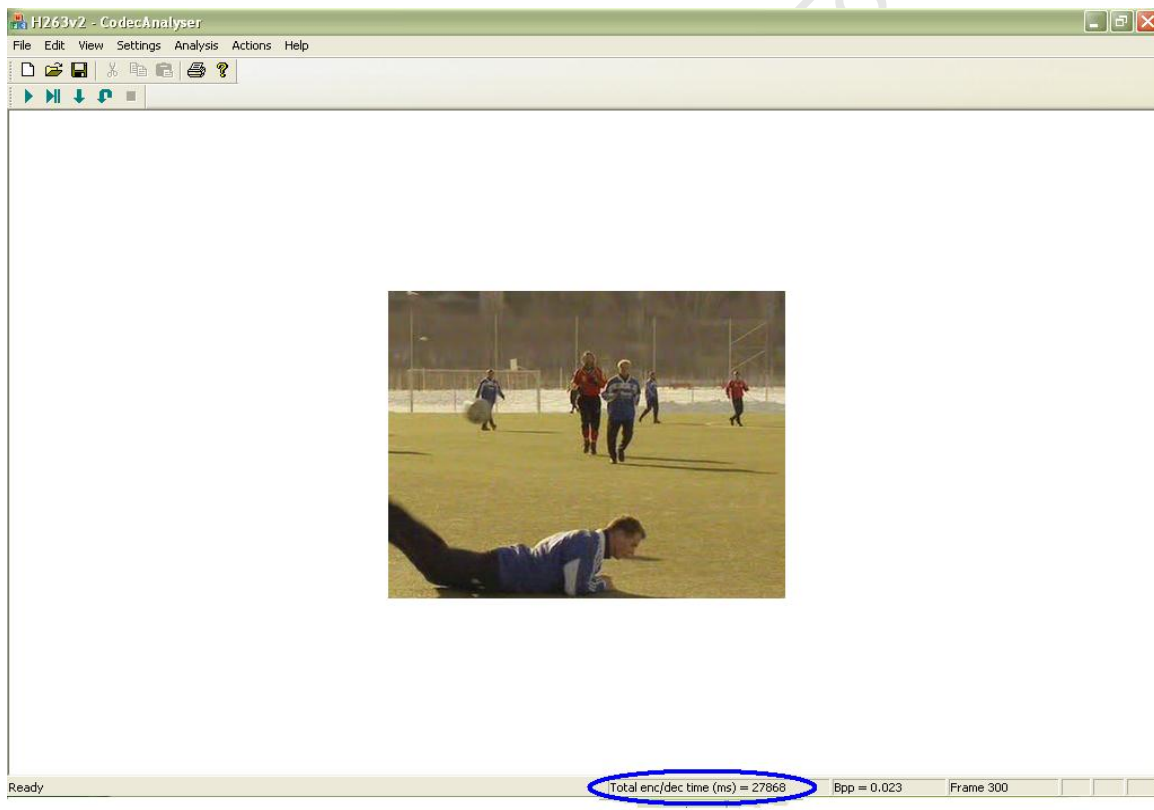 H263v2 - CodecAnalyser
File Edit View Settings Analysis Actions Help
Ready Total enc/dec time (ms) = 27868 Bpp = 0.023 Frame 300